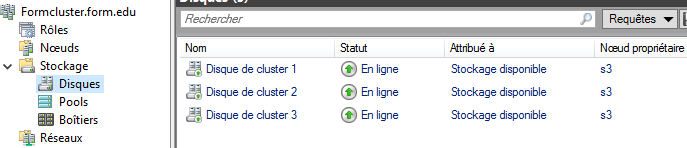 Formcluster.form.edu
Rôles
Nœuds
Stockage
Disques
Pools
Boîtiers
Réseaux
Rechercher
Requêtes
Nom Statut Attribué à Nœud propriétaire
Disque de cluster 1 En ligne Stockage disponible s3
Disque de cluster 2 En ligne Stockage disponible s3
Disque de cluster 3 En ligne Stockage disponible s3